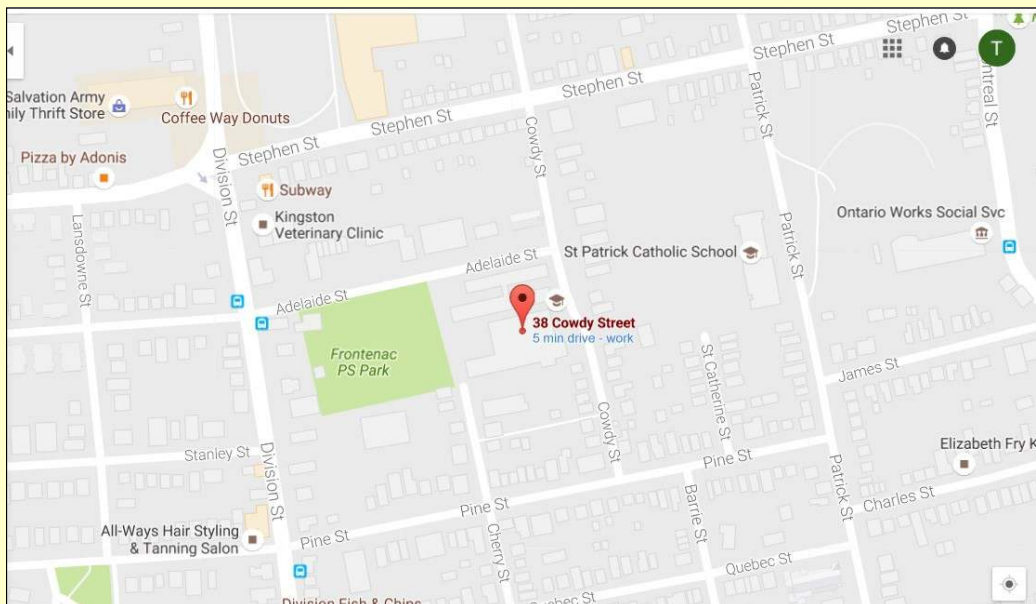 Stephen St
T
Salvation Army
ily Thrift Store
Coffee Way Donuts
Stephen St
Stephen St
Stephen St
Cowdy St
Patrick St
ntreal St
Pizza by Adonis
Division St
Subway
Kingston
Veterinary Clinic
Lansdowne St
Ontario Works Social Svc
St Patrick Catholic School
Patrick St
Adelaide St
Adelaide St
38 Cowdy Street
5 min drive - work
Frontenac
PS Park
St Catherine St
James St
Cowdy St
Stanley St
Division St
Pine St
Elizabeth Fry K
Patrick St
Charles St
Barrie St
Pine St
All-Ways Hair Styling
& Tanning Salon
Pine St
Cherry St
Quebec St
Division Fish & Chips